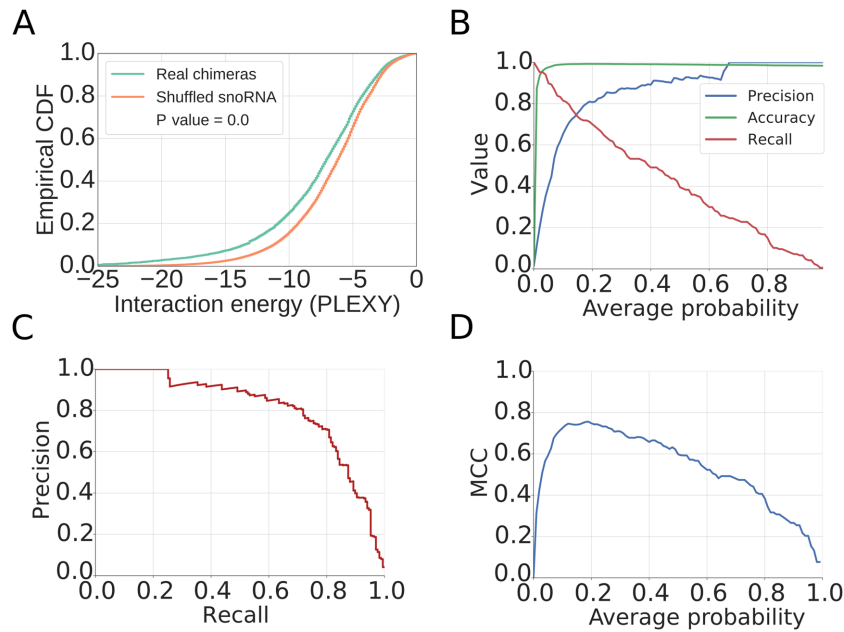 A
Empirical CDF
1.0
0.8
0.6
0.4
0.2
0.0
Real chimeras
Shuffled snoRNA
P value = 0.0
−25 −20 −15 −10 −5 0
Interaction energy (PLEXY)
B
Value
1.0
0.8
0.6
0.4
0.2
0.0
Precision
Accuracy
Recall
0.0 0.2 0.4 0.6 0.8
Average probability
C
Precision
1.0
0.8
0.6
0.4
0.2
0.0
0.0 0.2 0.4 0.6 0.8 1.0
Recall
D
MCC
1.0
0.8
0.6
0.4
0.2
0.0
0.0 0.2 0.4 0.6 0.8 1.0
Average probability